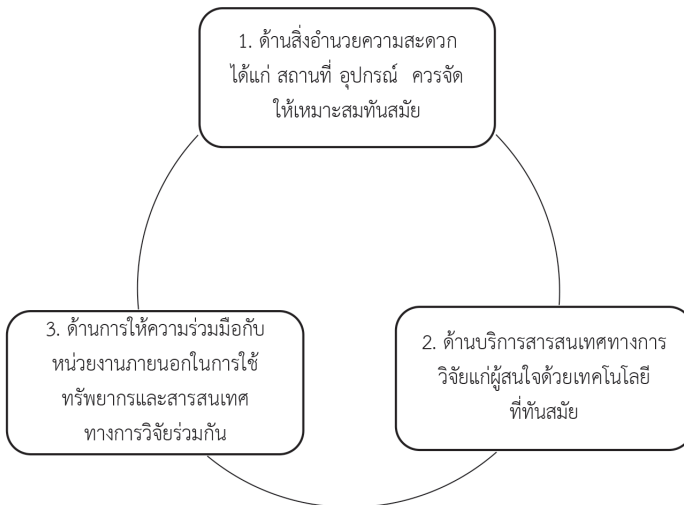 1. ด้านสิ่งอำนวยความสะดวก
ได้แก่ สถานที่ อุปกรณ์ ควรจัด
ให้เหมาะสมทันสมัย
2. ด้านบริการสารสนเทศทางการ
วิจัยแก่ผู้สนใจด้วยเทคโนโลยี
ที่ทันสมัย
3. ด้านการให้ความร่วมมือกับ
หน่วยงานภายนอกในการใช้
ทรัพยากรและสารสนเทศ
ทางการวิจัยร่วมกัน